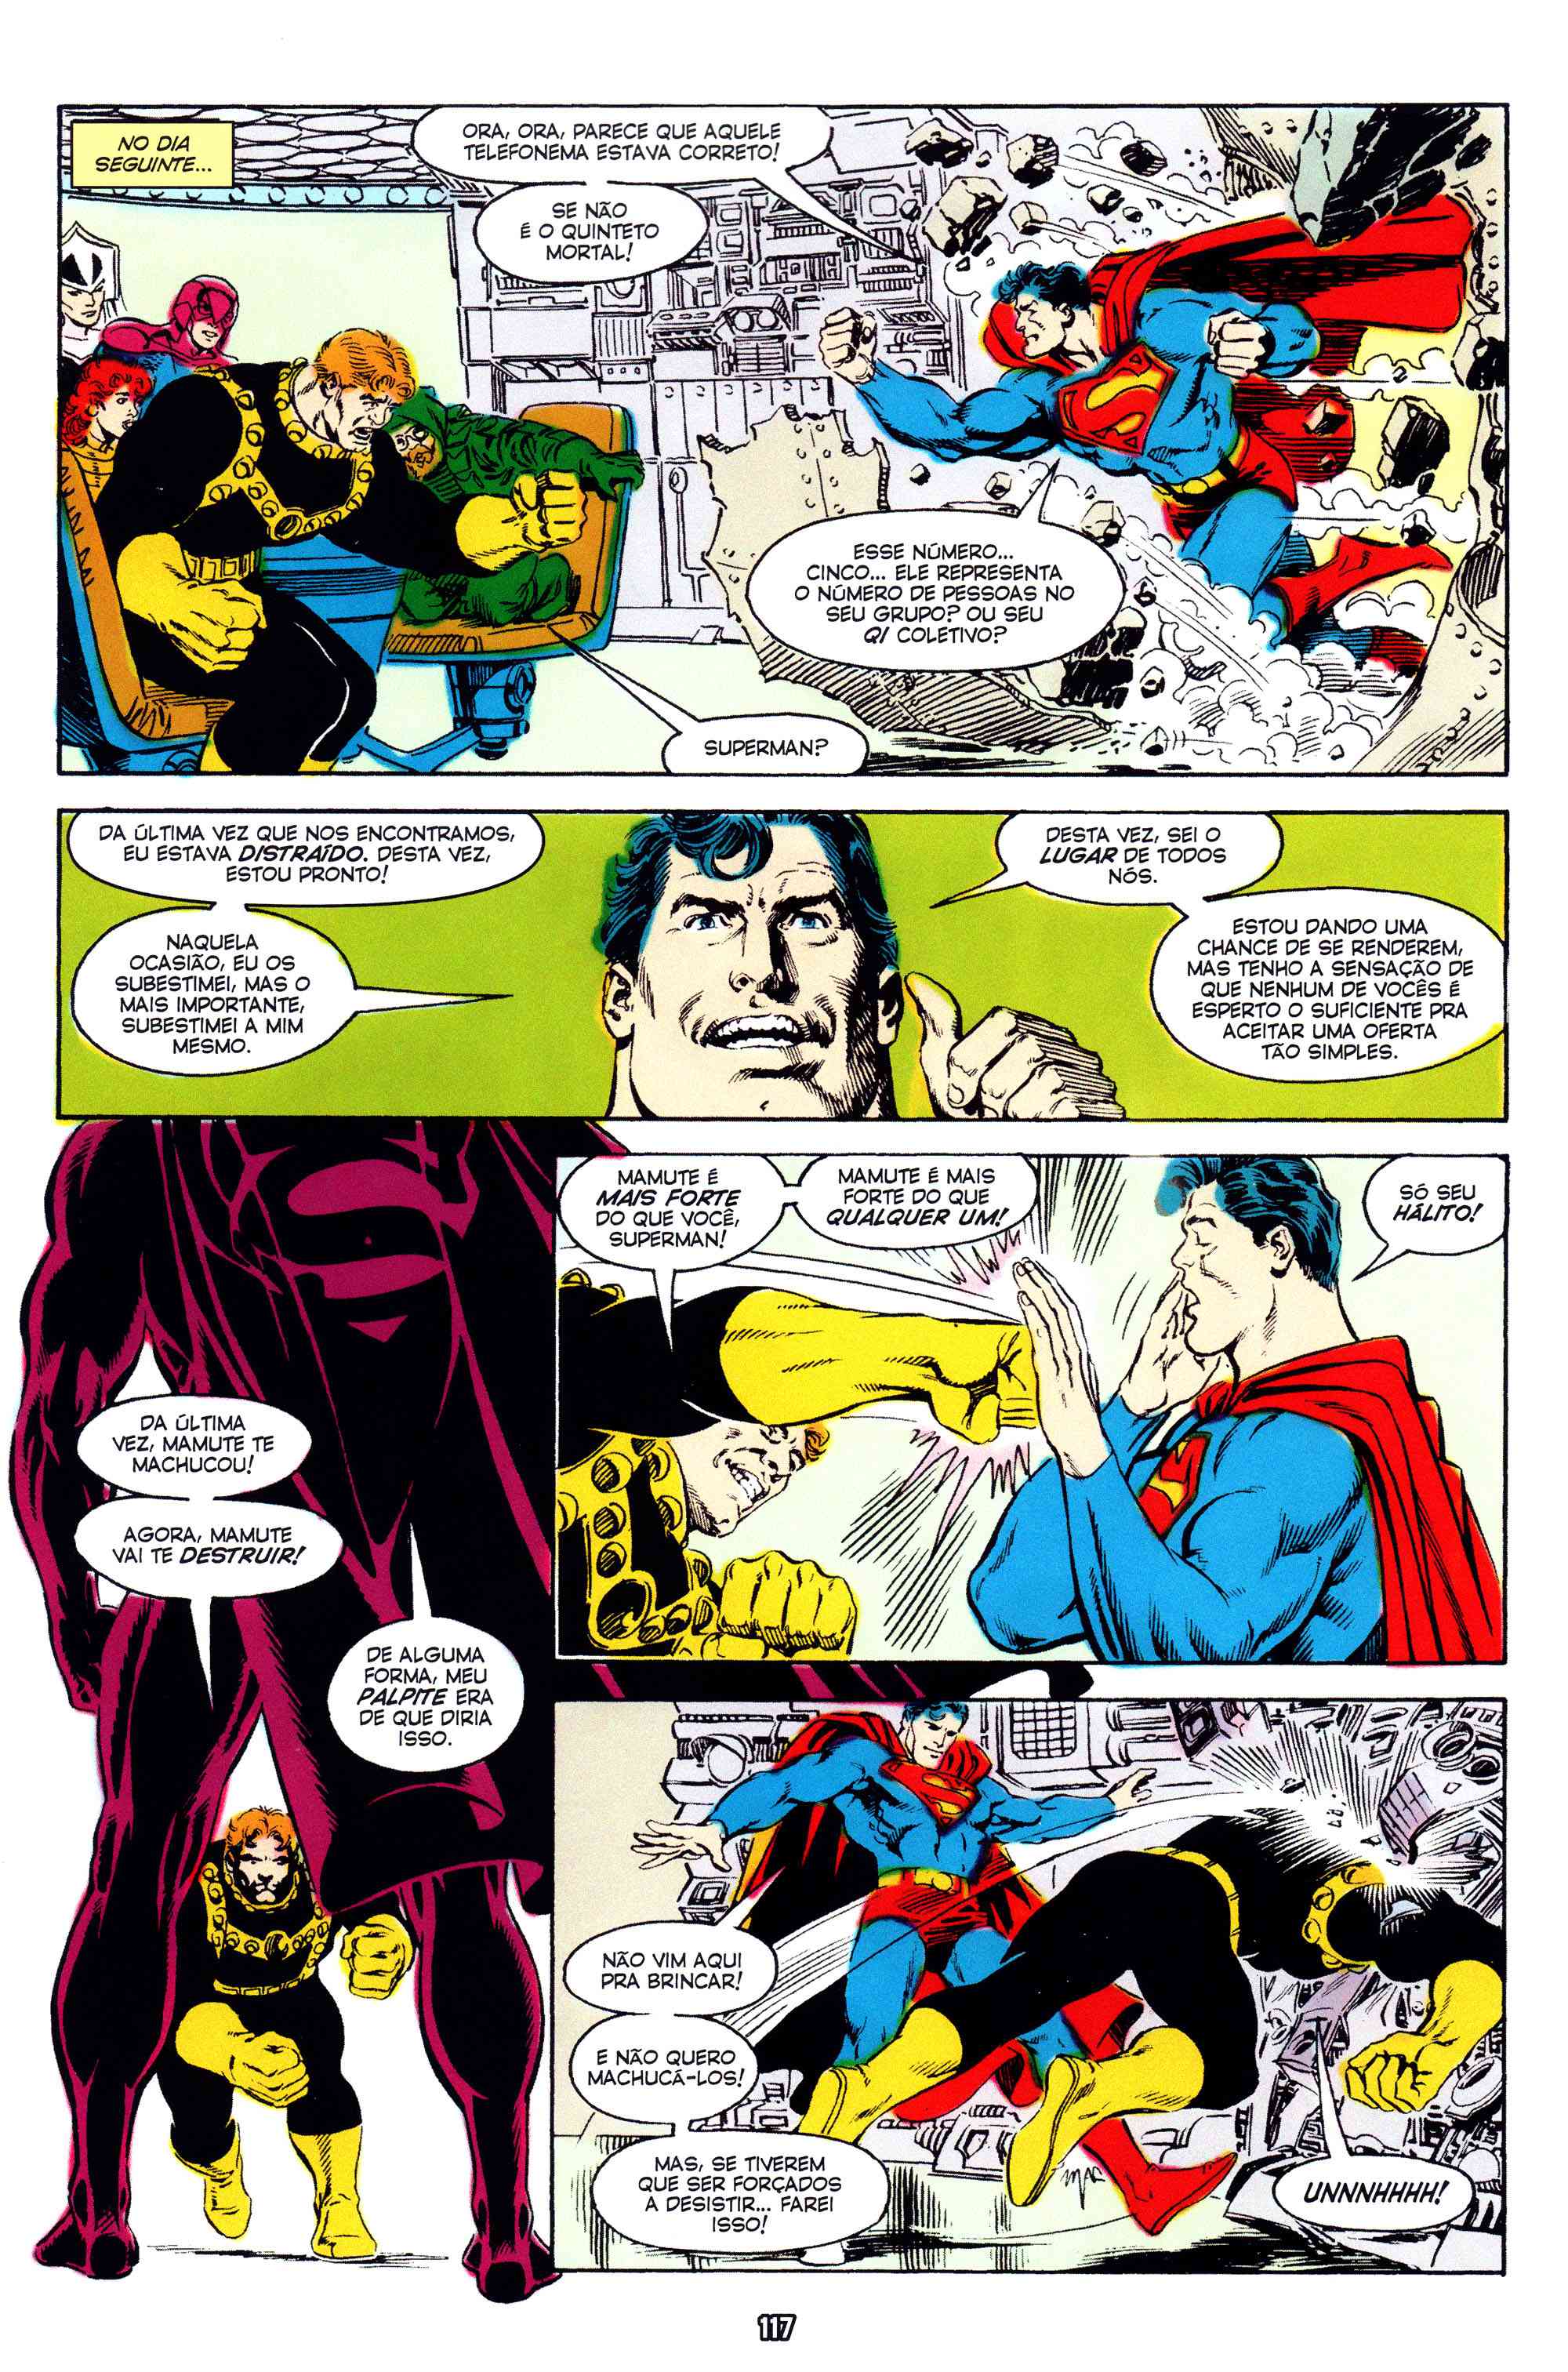 NO DIA
SEGUINTE...
ORA, ORA, PARECE QUE AQUELE
TELEFONEMA ESTAVA CORRETO!
SE NÃO
É O QUINTETO
MORTAL!
ESSE NÚMERO...
CINCO... ELE REPRESENTA
O NÚMERO DE PESSOAS NO
SEU GRUPO? OU SEU
QI COLETIVO?
SUPERMAN?
DA ÚLTIMA VEZ QUE NOS ENCONTRAMOS,
EU ESTAVA DISTRAÍDO. DESTA VEZ,
ESTOU PRONTO!
NAQUELA
OCASIÃO, EU OS
SUBESTIMEI, MAS O
MAIS IMPORTANTE,
SUBESTIMEI A MIM
MESMO.
DESTA VEZ, SEI O
LUGAR DE TODOS
NÓS.
ESTOU DANDO UMA
CHANCE DE SE RENDEREM,
MAS TENHO A SENSAÇÃO DE
QUE NENHUM DE VOCÊS É
ESPERTO O SUFICIENTE PRA
ACEITAR UMA OFERTA
TÃO SIMPLES.
DA ÚLTIMA
VEZ, MAMUTE TE
MACHUCOU!
AGORA, MAMUTE
VAI TE DESTRUIR!
DE ALGUMA
FORMA, MEU
PALPITE ERA
DE QUE DIRIA
ISSO.
MAMUTE É
MAIS FORTE
DO QUE VOCÊ,
SUPERMAN!
MAMUTE É MAIS
FORTE DO QUE
QUALQUER UM!
SÓ SEU
HÁLITO!
NÃO VIM AQUI
PRA BRINCAR!
E NÃO QUERO
MACHUCÁ-LOS!
MAS, SE TIVEREM
QUE SER FORÇADOS
A DESISTIR... FAREI
ISSO!
MAC
UNNNHHHH!
117